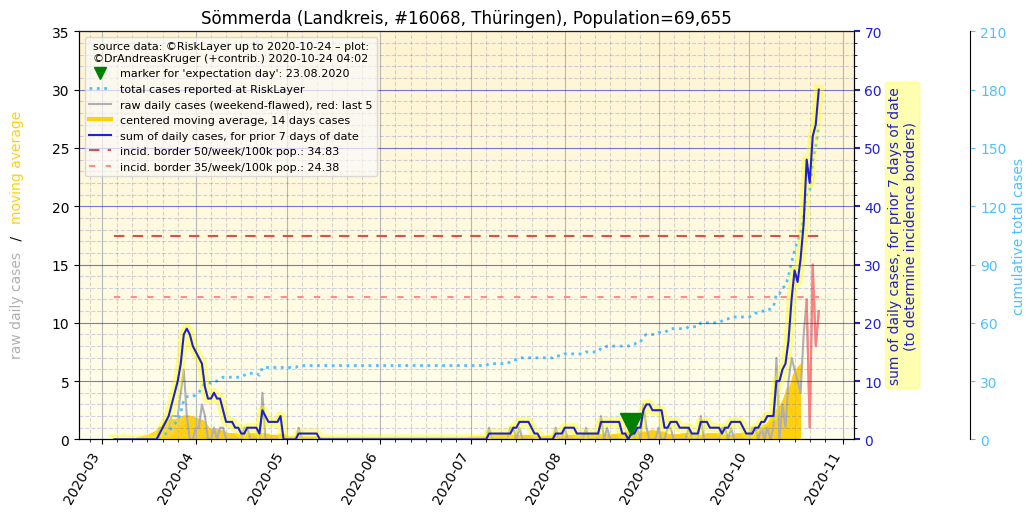 Sömmerda (Landkreis, #16068, Thüringen), Population=69,655
source data: ©RiskLayer up to 2020-10-24 – plot:
©DrAndreasKruger (+contrib.) 2020-10-24 04:02
marker for 'expectation day': 23.08.2020
total cases reported at RiskLayer
raw daily cases (weekend-flawed), red: last 5
centered moving average, 14 days cases
sum of daily cases, for prior 7 days of date
incid. border 50/week/100k pop.: 34.83
incid. border 35/week/100k pop.: 24.38
raw daily cases / moving average
35
30
25
20
15
10
5
0
2020-03
2020-04
2020-05
2020-06
2020-07
2020-08
2020-09
2020-10
2020-11
70
60
50
40
30
20
10
0
sum of daily cases, for prior 7 days of date
(to determine incidence borders)
210
180
150
120
90
60
30
0
cumulative total cases